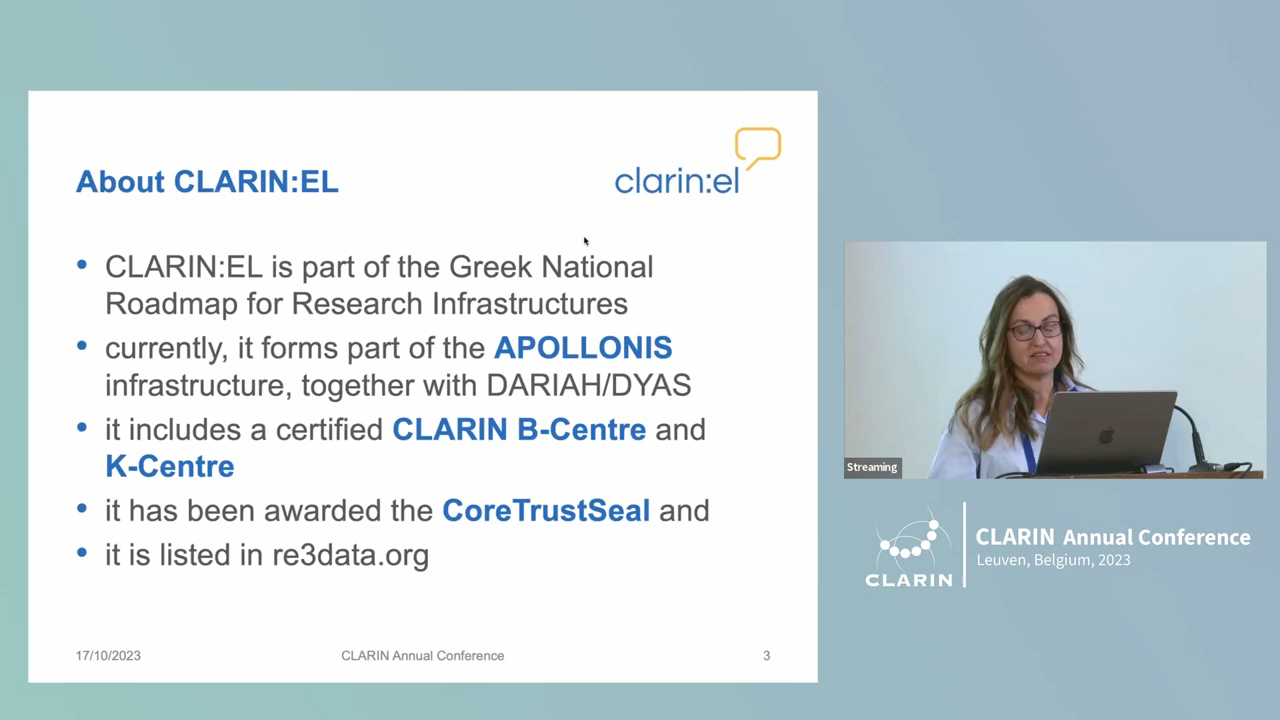 About CLARIN:EL
clarin:el
• CLARIN:EL is part of the Greek National
Roadmap for Research Infrastructures
• currently, it forms part of the APOLLONIS
infrastructure, together with DARIAH/DYAS
• it includes a certified CLARIN B-Centre and
K-Centre
• it has been awarded the CoreTrustSeal and
• it is listed in re3data.org
17/10/2023
CLARIN Annual Conference
3
Streaming
CLARIN
CLARIN Annual Conference
Leuven, Belgium, 2023